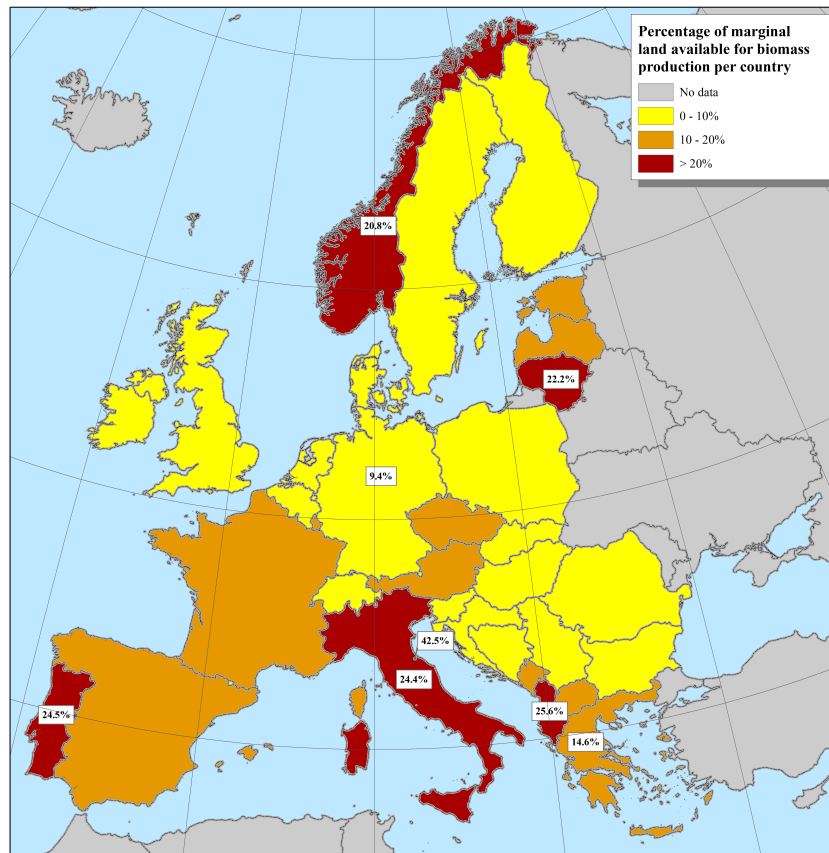 Percentage of marginal
land available for biomass
production per country
No data
0 - 10%
10 - 20%
> 20%
20.8%
22.2%
9.4%
42.5%
24.4%
24.5%
25.6%
14.6%